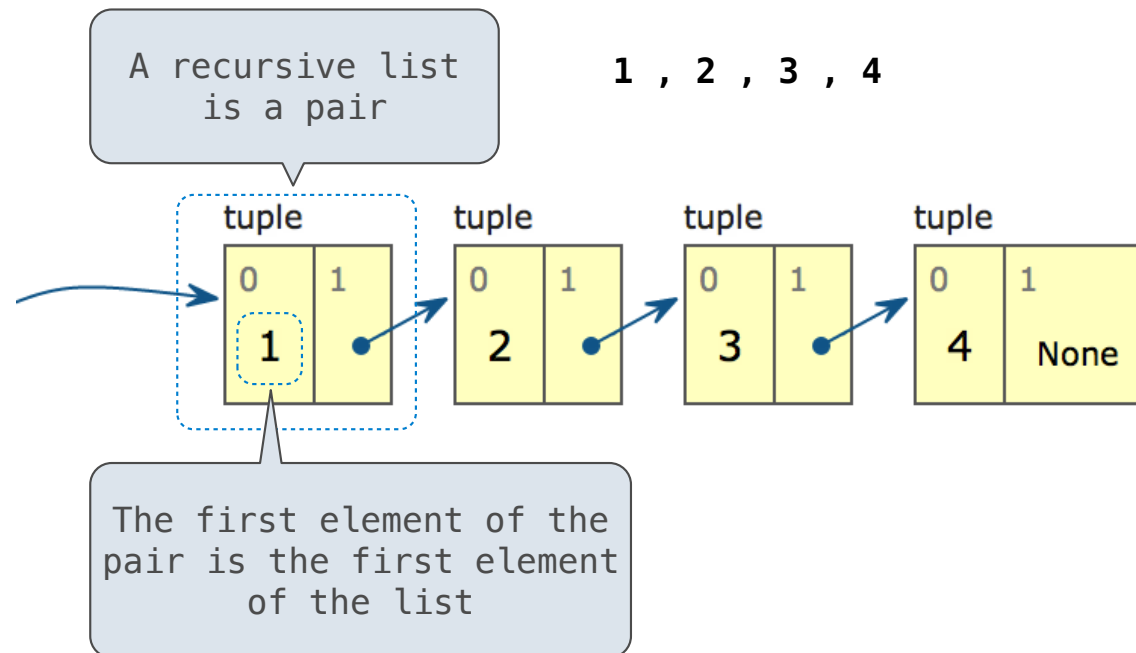 A recursive list
is a pair
1 , 2 , 3 , 4
tuple tuple tuple tuple
0 1 0 1 0 1 0 1
1 2 3 4 None
The first element of the
pair is the first element
of the list